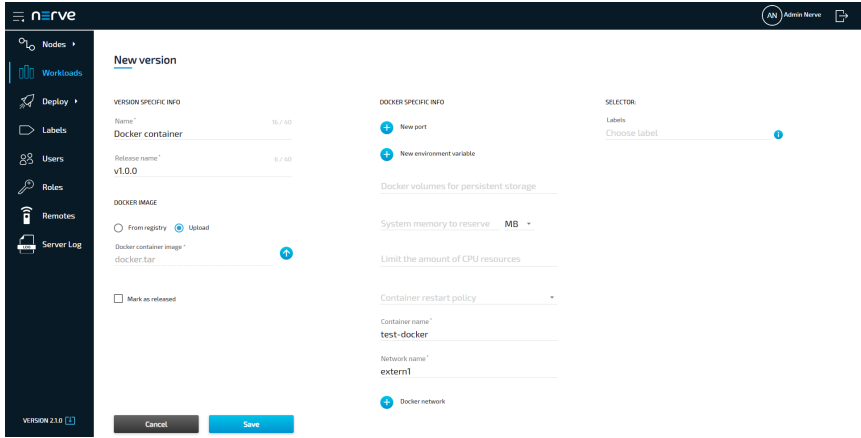 nerve
AN Admin Nerve
Nodes
Workloads
Deploy
Labels
Users
Roles
Remotes
LOG Server Log
VERSION 2.1.0
New version
VERSION SPECIFIC INFO
Name* 16 / 40
Docker container
Release name* 6 / 40
v1.0.0
DOCKER IMAGE
From registry Upload
Docker container image *
docker.tar
Mark as released
Cancel Save
DOCKER SPECIFIC INFO
New port
New environment variable
Docker volumes for persistent storage
System memory to reserve MB
Limit the amount of CPU resources
Container restart policy
Container name*
test-docker
Network name*
extern1
Docker network
SELECTOR:
Labels
Choose label